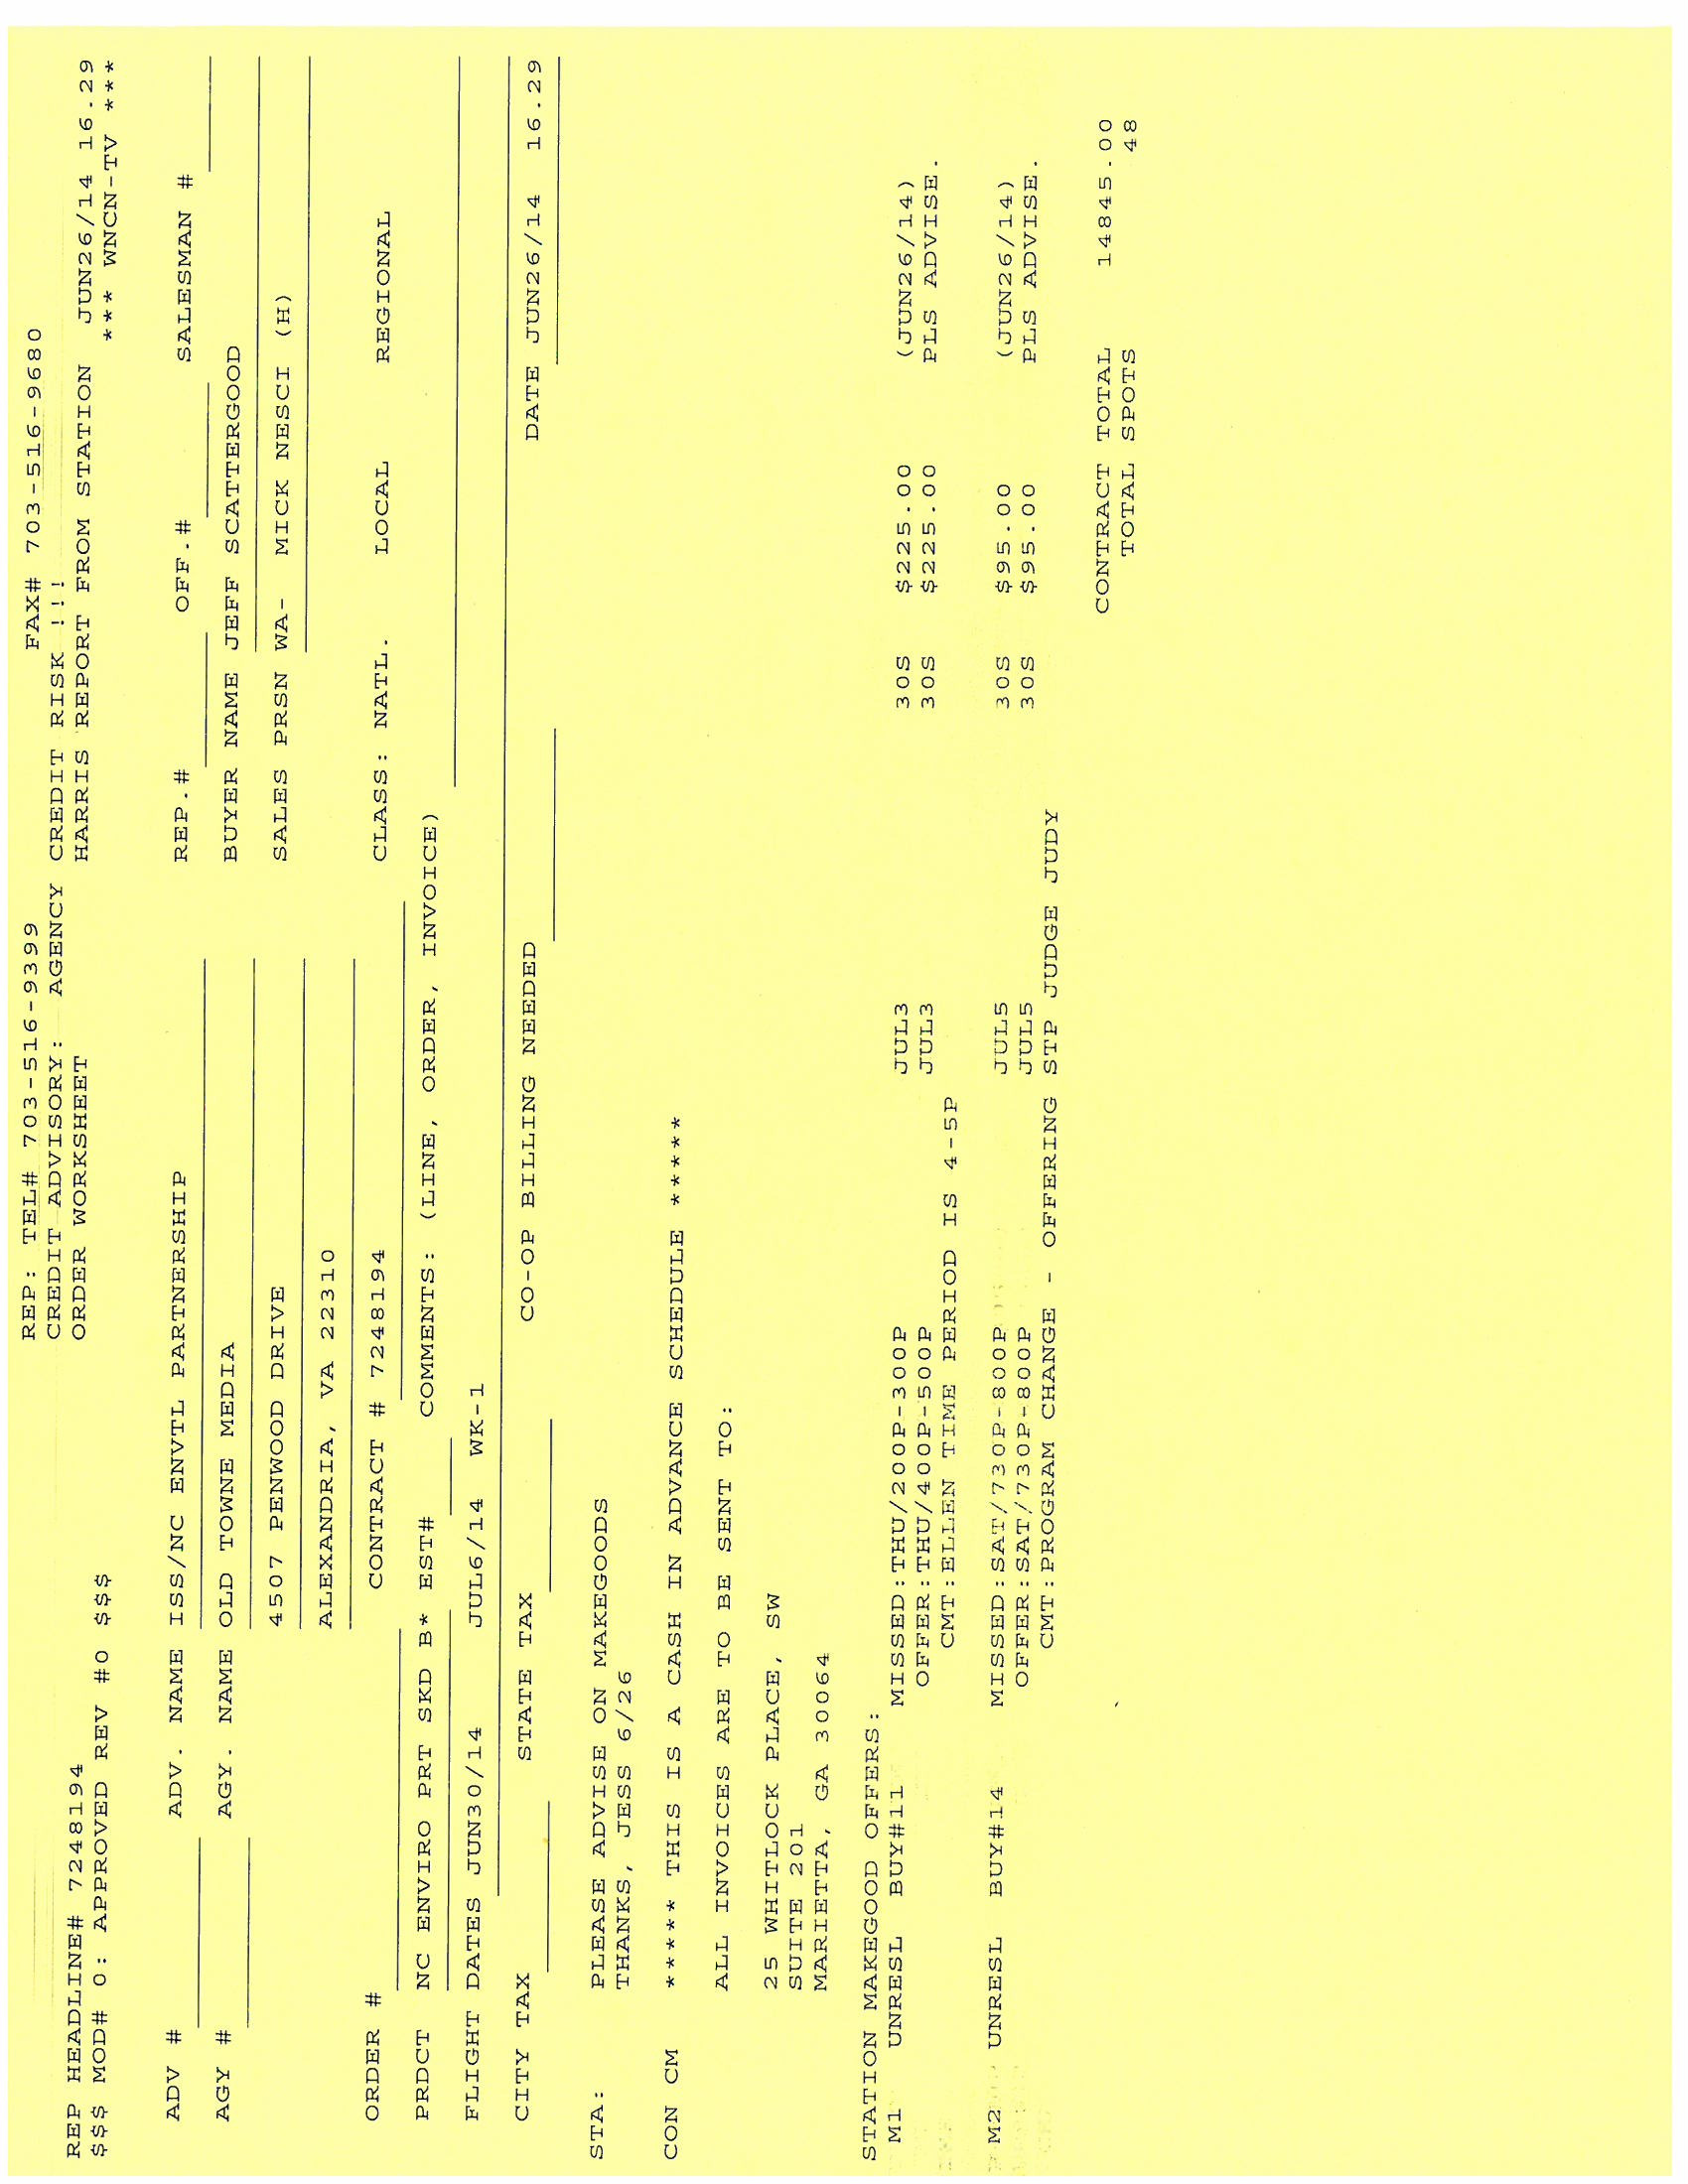 REP: TEL# 703-516-9399 FAX# 703-516-9680
CREDIT ADVISORY: AGENCY CREDIT RISK !!!
REP HEADLINE# 7248194 ORDER WORKSHEET HARRIS REPORT FROM STATION JUN26/14 16.29
$$$ MOD# 0: APPROVED REV #0 $$$ *** WNCN-TV ***
ADV # ADV. NAME ISS/NC ENVTL PARTNERSHIP REP.# OFF.# SALESMAN #
AGY # AGY. NAME OLD TOWNE MEDIA BUYER NAME JEFF SCATTERGOOD
4507 PENWOOD DRIVE SALES PRSN WA- MICK NESCI (H)
ALEXANDRIA, VA 22310
ORDER # CONTRACT # 7248194 CLASS: NATL. LOCAL REGIONAL
PRDCT NC ENVIRO PRT SKD B* EST# COMMENTS: (LINE, ORDER, INVOICE)
FLIGHT DATES JUN30/14 JUL6/14 WK-1
CITY TAX STATE TAX CO-OP BILLING NEEDED DATE JUN26/14 16.29
STA: PLEASE ADVISE ON MAKEGOODS
THANKS, JESS 6/26
CON CM ***** THIS IS A CASH IN ADVANCE SCHEDULE *****
ALL INVOICES ARE TO BE SENT TO:
25 WHITLOCK PLACE, SW
SUITE 201
MARIETTA, GA 30064
STATION MAKEGOOD OFFERS:
M1 UNRESL BUY#11 MISSED:THU/200P-300P JUL3 30S $225.00 (JUN26/14)
OFFER:THU/400P-500P JUL3 30S $225.00 PLS ADVISE.
CMT:ELLEN TIME PERIOD IS 4-5P
M2 UNRESL BUY#14 MISSED:SAT/730P-800P JUL5 30S $95.00 (JUN26/14)
OFFER:SAT/730P-800P JUL5 30S $95.00 PLS ADVISE.
CMT:PROGRAM CHANGE - OFFERING STP JUDGE JUDY
CONTRACT TOTAL 14845.00
TOTAL SPOTS 48